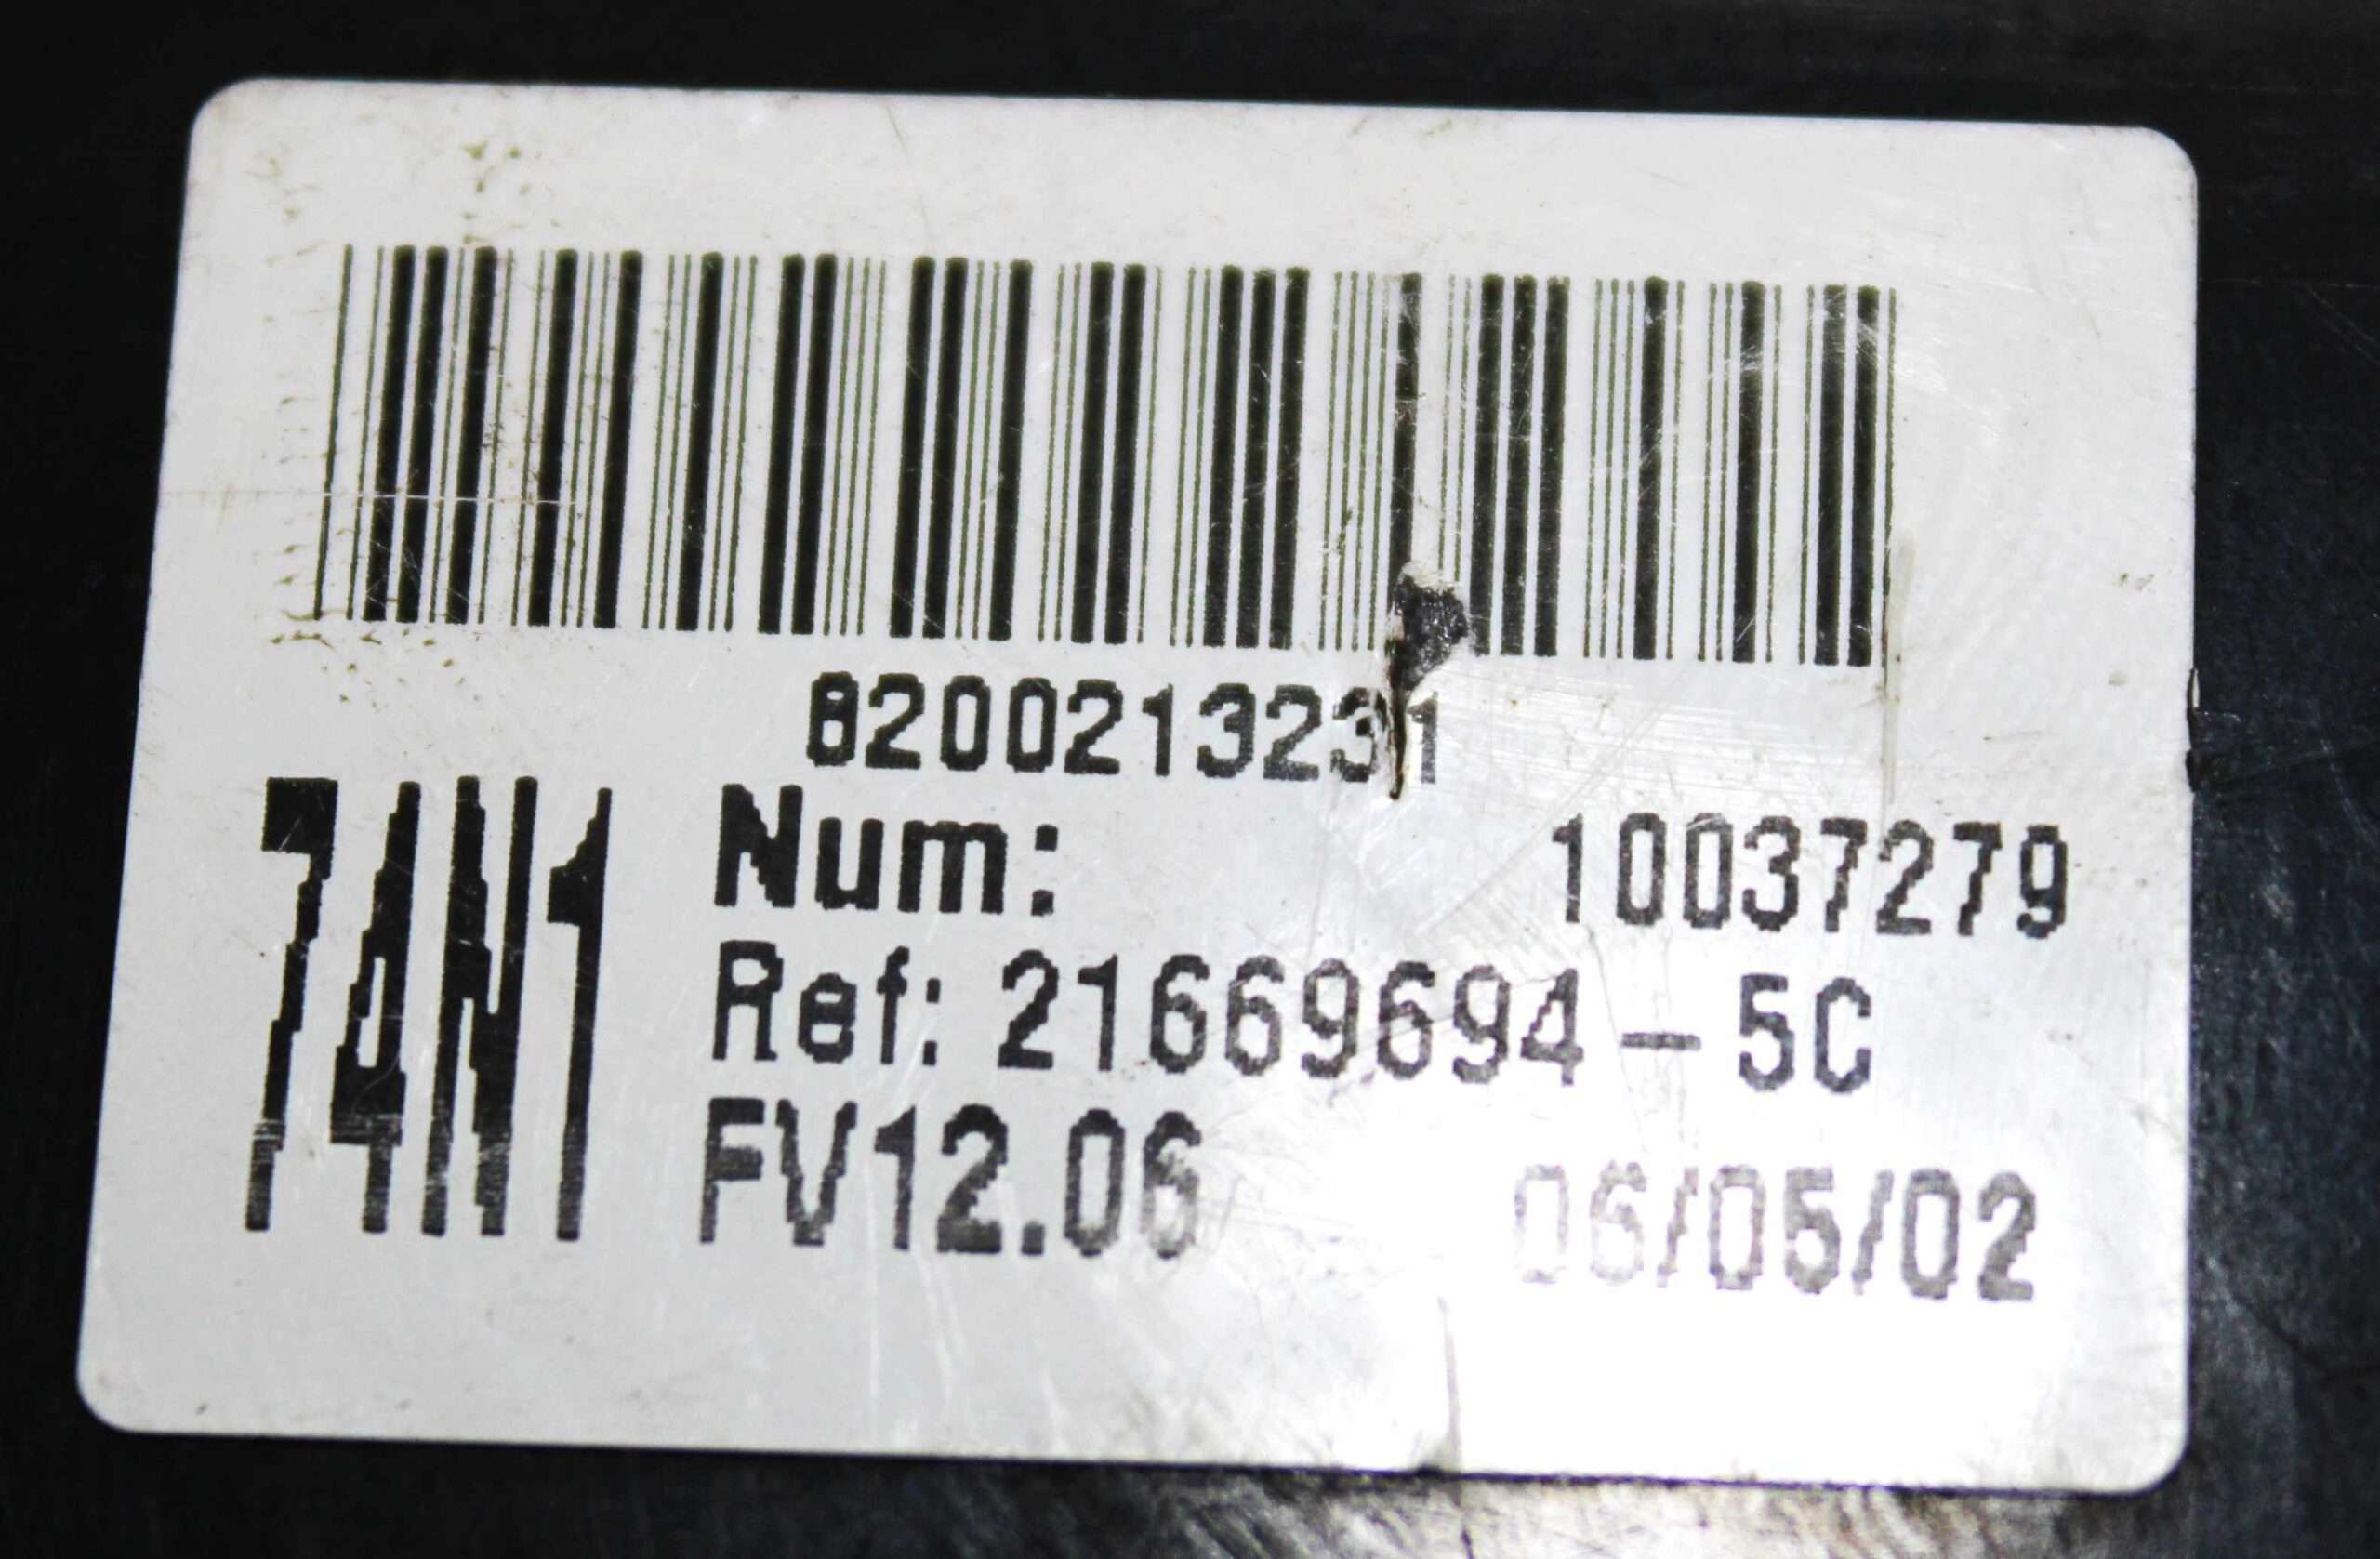 8200213231
74N1
Num: 10037279
Ref: 21669694-5C
FV12.06 06/05/02